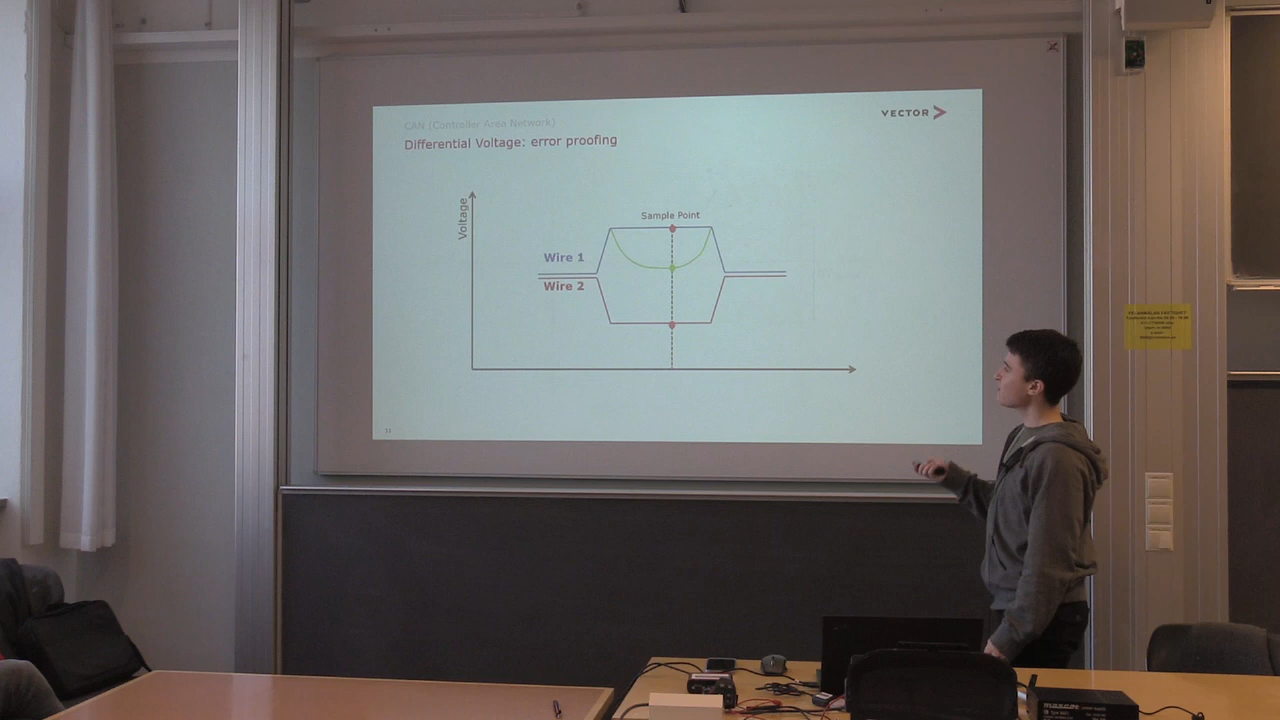 CAN (Controller Area Network)
VECTOR
Differential Voltage: error proofing
Voltage
Sample Point
Wire 1
Wire 2